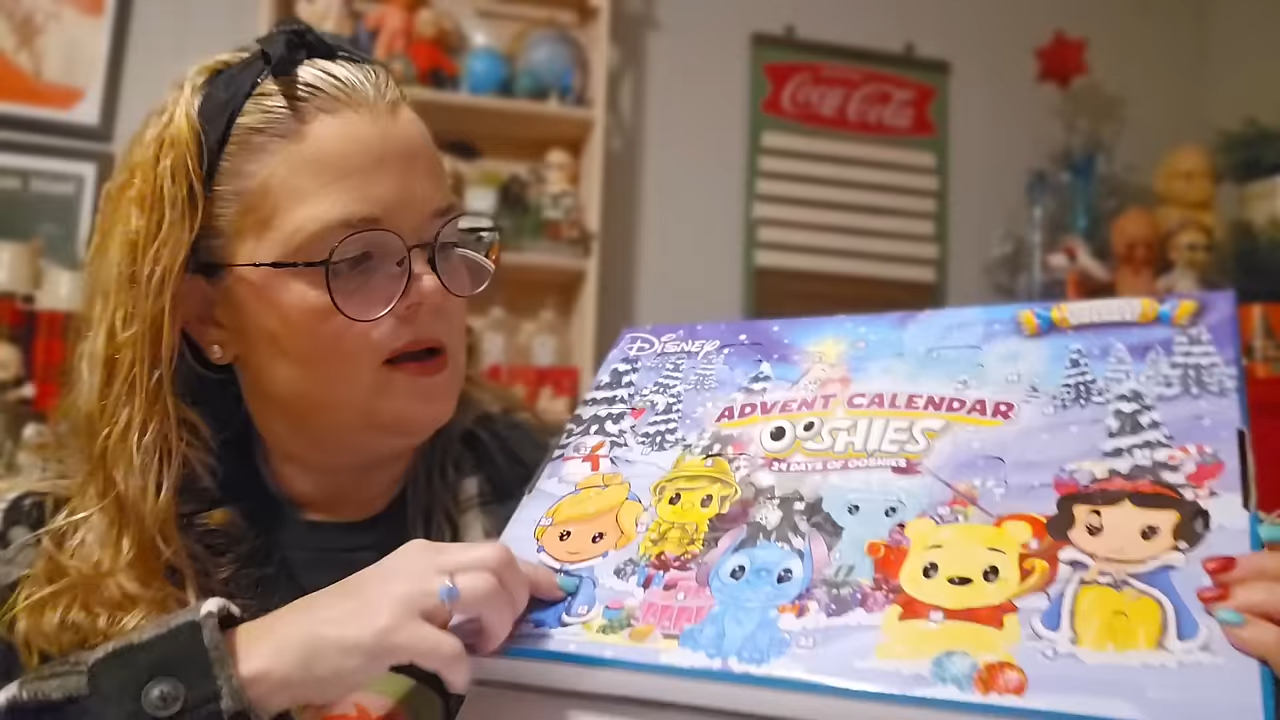 Coca-Cola
DISNEY
ADVENT CALENDAR
OOSHIES
24 DAYS OF OOSHIES